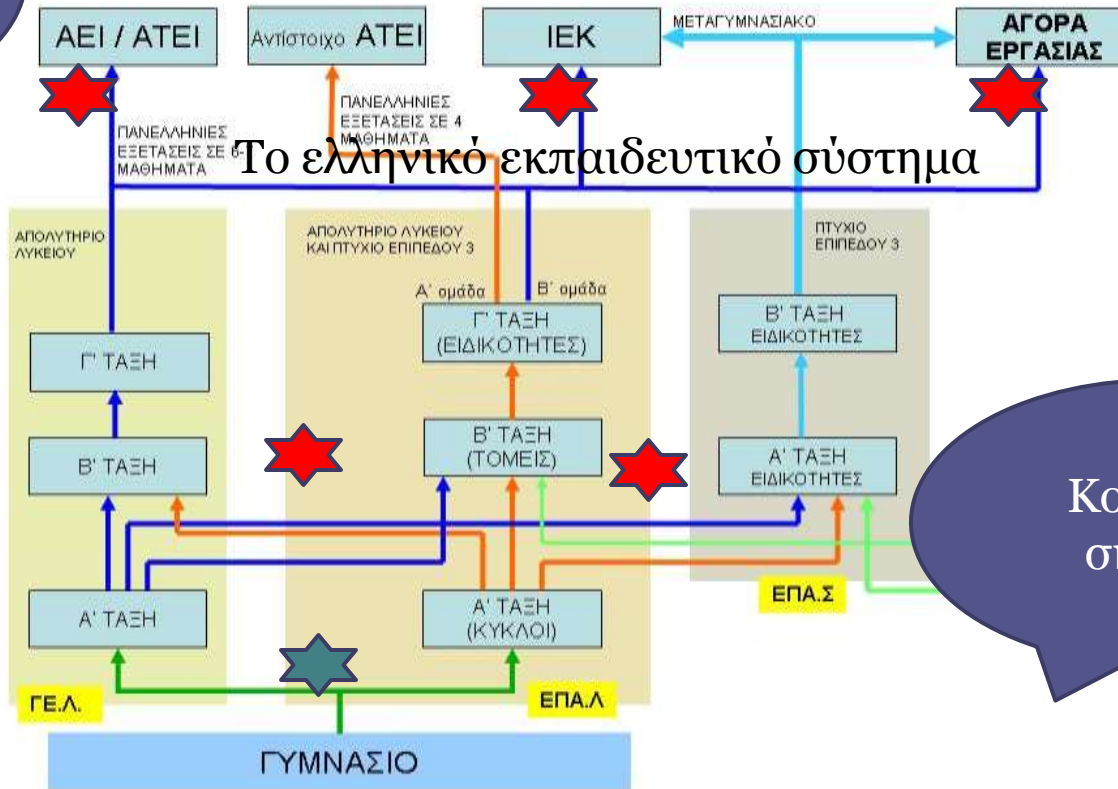 ΑΕΙ / ΑΤΕΙ
Αντίστοιχο ΑΤΕΙ
ΙΕΚ
ΜΕΤΑΓΥΜΝΑΣΙΑΚΟ
ΑΓΟΡΑ
ΕΡΓΑΣΙΑΣ
ΠΑΝΕΛΛΗΝΙΕΣ
ΕΞΕΤΑΣΕΙΣ ΣΕ 4
ΜΑΘΗΜΑΤΑ
ΠΑΝΕΛΛΗΝΙΕΣ
ΕΞΕΤΑΣΕΙΣ ΣΕ 6-
ΜΑΘΗΜΑΤΑ
Το ελληνικό εκπαιδευτικό σύστημα
ΑΠΟΛΥΤΗΡΙΟ
ΛΥΚΕΙΟΥ
ΑΠΟΛΥΤΗΡΙΟ ΛΥΚΕΙΟΥ
ΚΑΙ ΠΤΥΧΙΟ ΕΠΙΠΕΔΟΥ 3
ΠΤΥΧΙΟ
ΕΠΙΠΕΔΟΥ 3
Α' ομάδα
Β' ομάδα
Γ' ΤΑΞΗ
Γ' ΤΑΞΗ
(ΕΙΔΙΚΟΤΗΤΕΣ)
Β' ΤΑΞΗ
ΕΙΔΙΚΟΤΗΤΕΣ
Β' ΤΑΞΗ
Β' ΤΑΞΗ
(ΤΟΜΕΙΣ)
Α' ΤΑΞΗ
ΕΙΔΙΚΟΤΗΤΕΣ
Α' ΤΑΞΗ
Α' ΤΑΞΗ
(ΚΥΚΛΟΙ)
ΕΠΑ.Σ
ΓΕ.Λ.
ΕΠΑ.Λ
ΓΥΜΝΑΣΙΟ